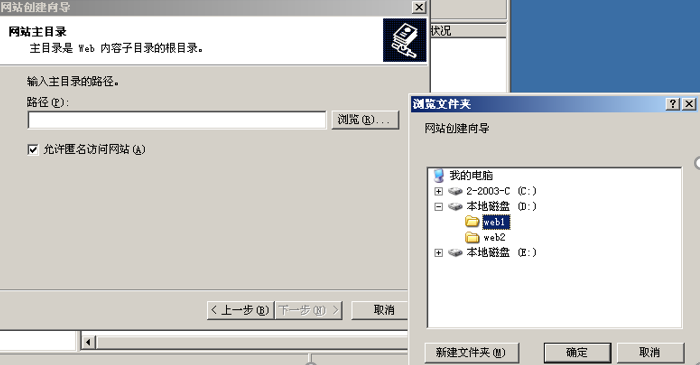 网站创建向导
网站主目录
主目录是 Web 内容子目录的根目录。
状况
输入主目录的路径。
路径(P):
浏览(R)...
允许匿名访问网站(A)
< 上一步(B)
下一步(N) >
取消
浏览文件夹
网站创建向导
我的电脑
2-2003-C (C:)
本地磁盘 (D:)
web1
web2
本地磁盘 (E:)
新建文件夹(M)
确定
取消